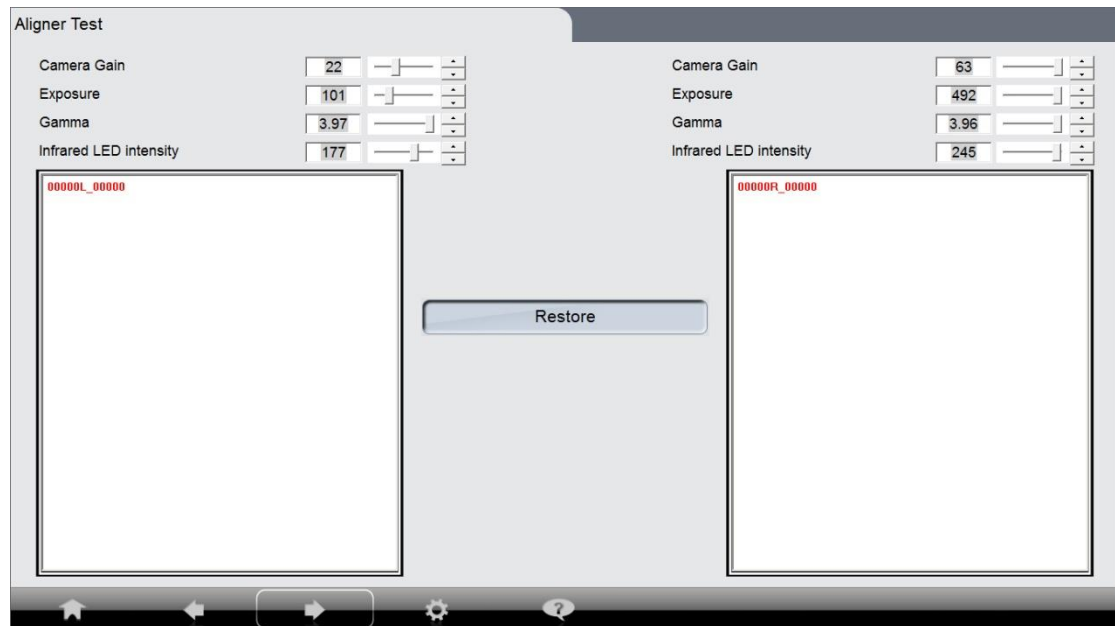 Aligner Test
Camera Gain 22
Exposure 101
Gamma 3.97
Infrared LED intensity 177
00000L_00000
Restore
Camera Gain 63
Exposure 492
Gamma 3.96
Infrared LED intensity 245
00000R_00000
?